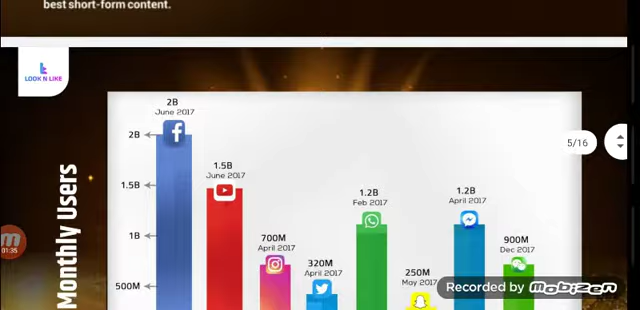 best short-form content.
LOOK N LIKE
2B
June 2017
2B
1.5B
June 2017
1.5B
1.2B
Feb 2017
1.2B
April 2017
5/16
Monthly Users
1B
700M
April 2017
900M
Dec 2017
320M
April 2017
250M
May 2017
500M
01:35
Recorded by Mobizen